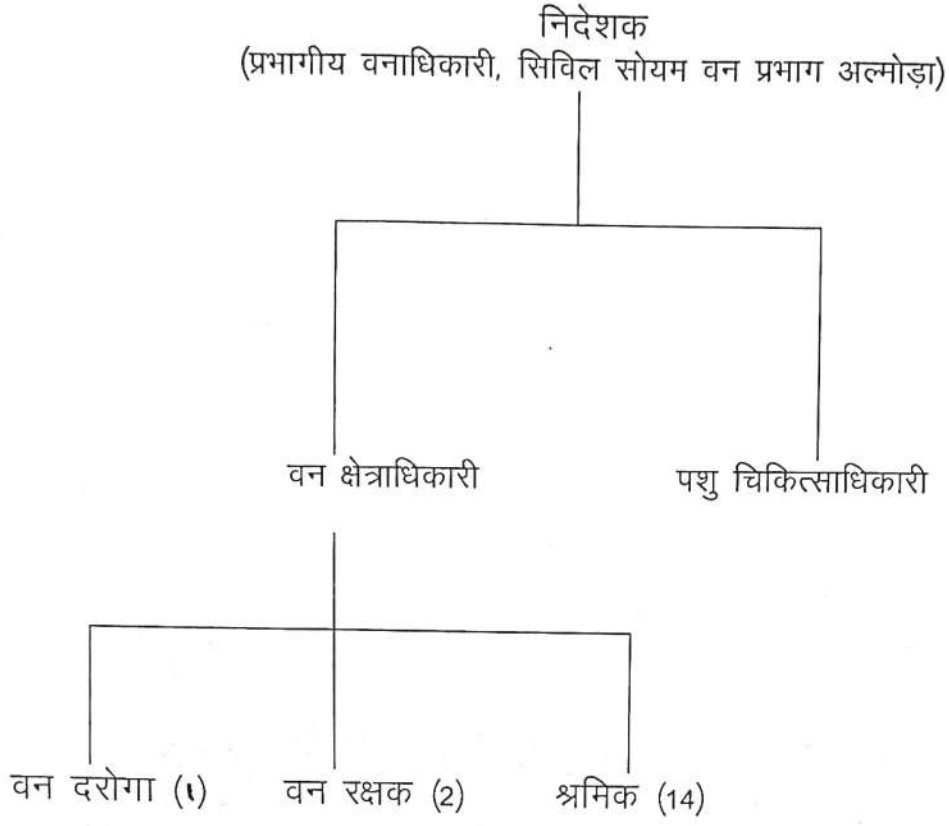 निदेशक
(प्रभागीय वनाधिकारी, सिविल सोयम वन प्रभाग अल्मोड़ा)
वन क्षेत्राधिकारी
पशु चिकित्साधिकारी
वन दरोगा (1)
वन रक्षक (2)
श्रमिक (14)